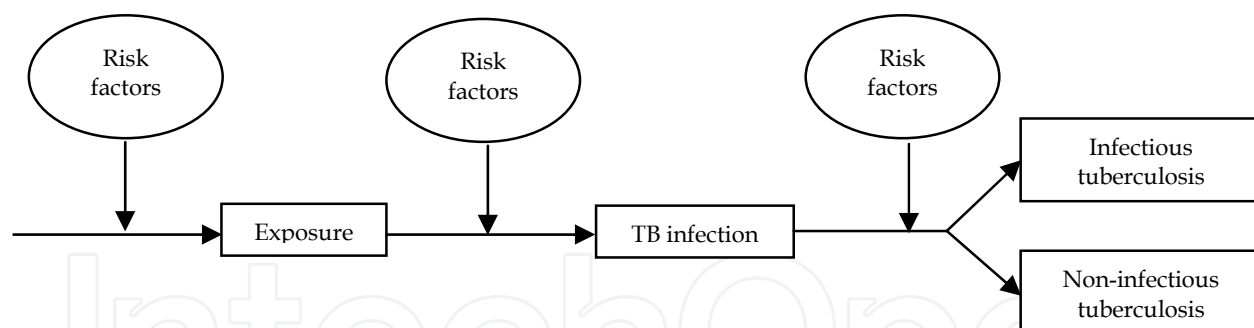 Risk
factors
Risk
factors
Risk
factors
Infectious
tuberculosis
Exposure
TB infection
Non-infectious
tuberculosis